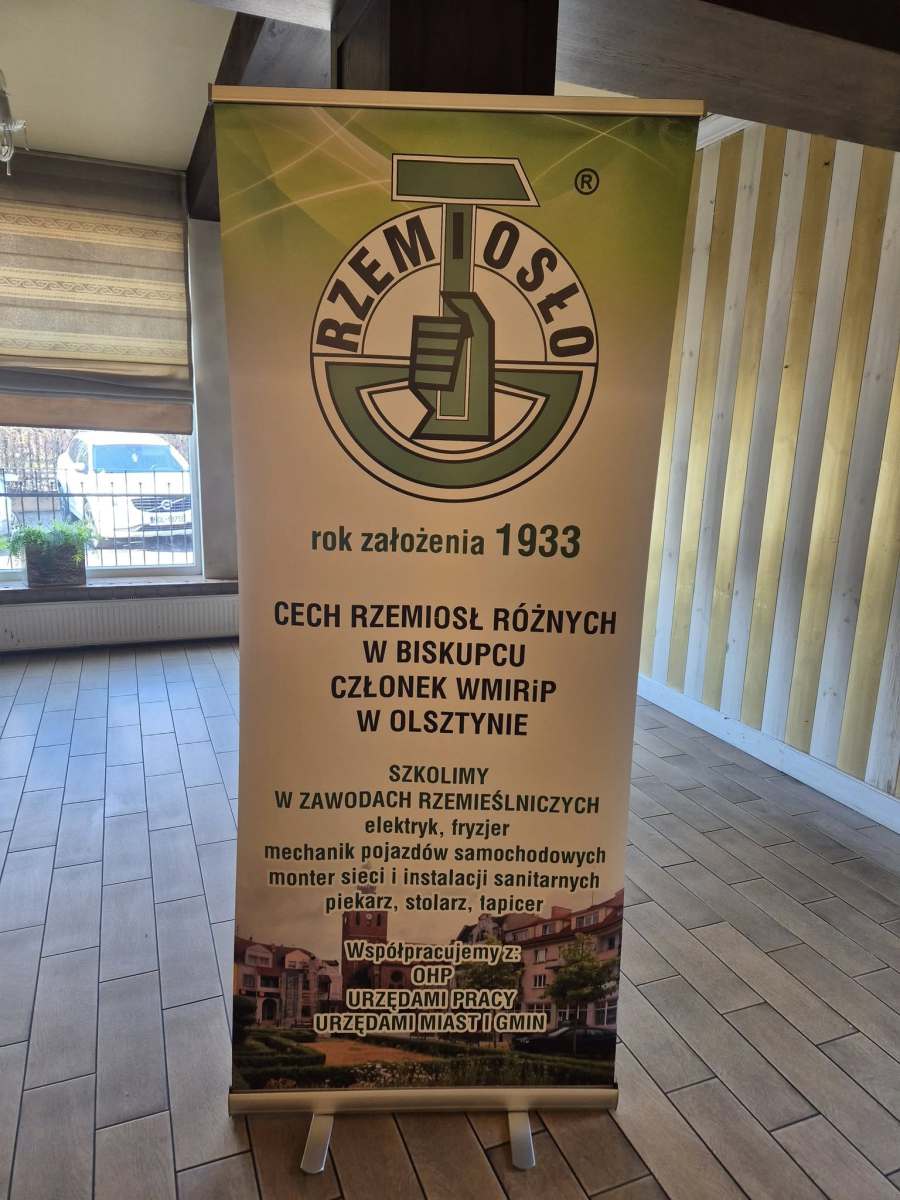 RZEMIOSŁO
®
rok założenia 1933
CECH RZEMIOSŁ RÓŻNYCH
W BISKUPCU
CZŁONEK WMIRiP
W OLSZTYNIE
SZKOLIMY
W ZAWODACH RZEMIEŚLNICZYCH
elektryk, fryzjer
mechanik pojazdów samochodowych
monter sieci i instalacji sanitarnych
piekarz, stolarz, tapicer
Współpracujemy z:
OHP
URZĘDAMI PRACY
URZĘDAMI MIAST I GMIN